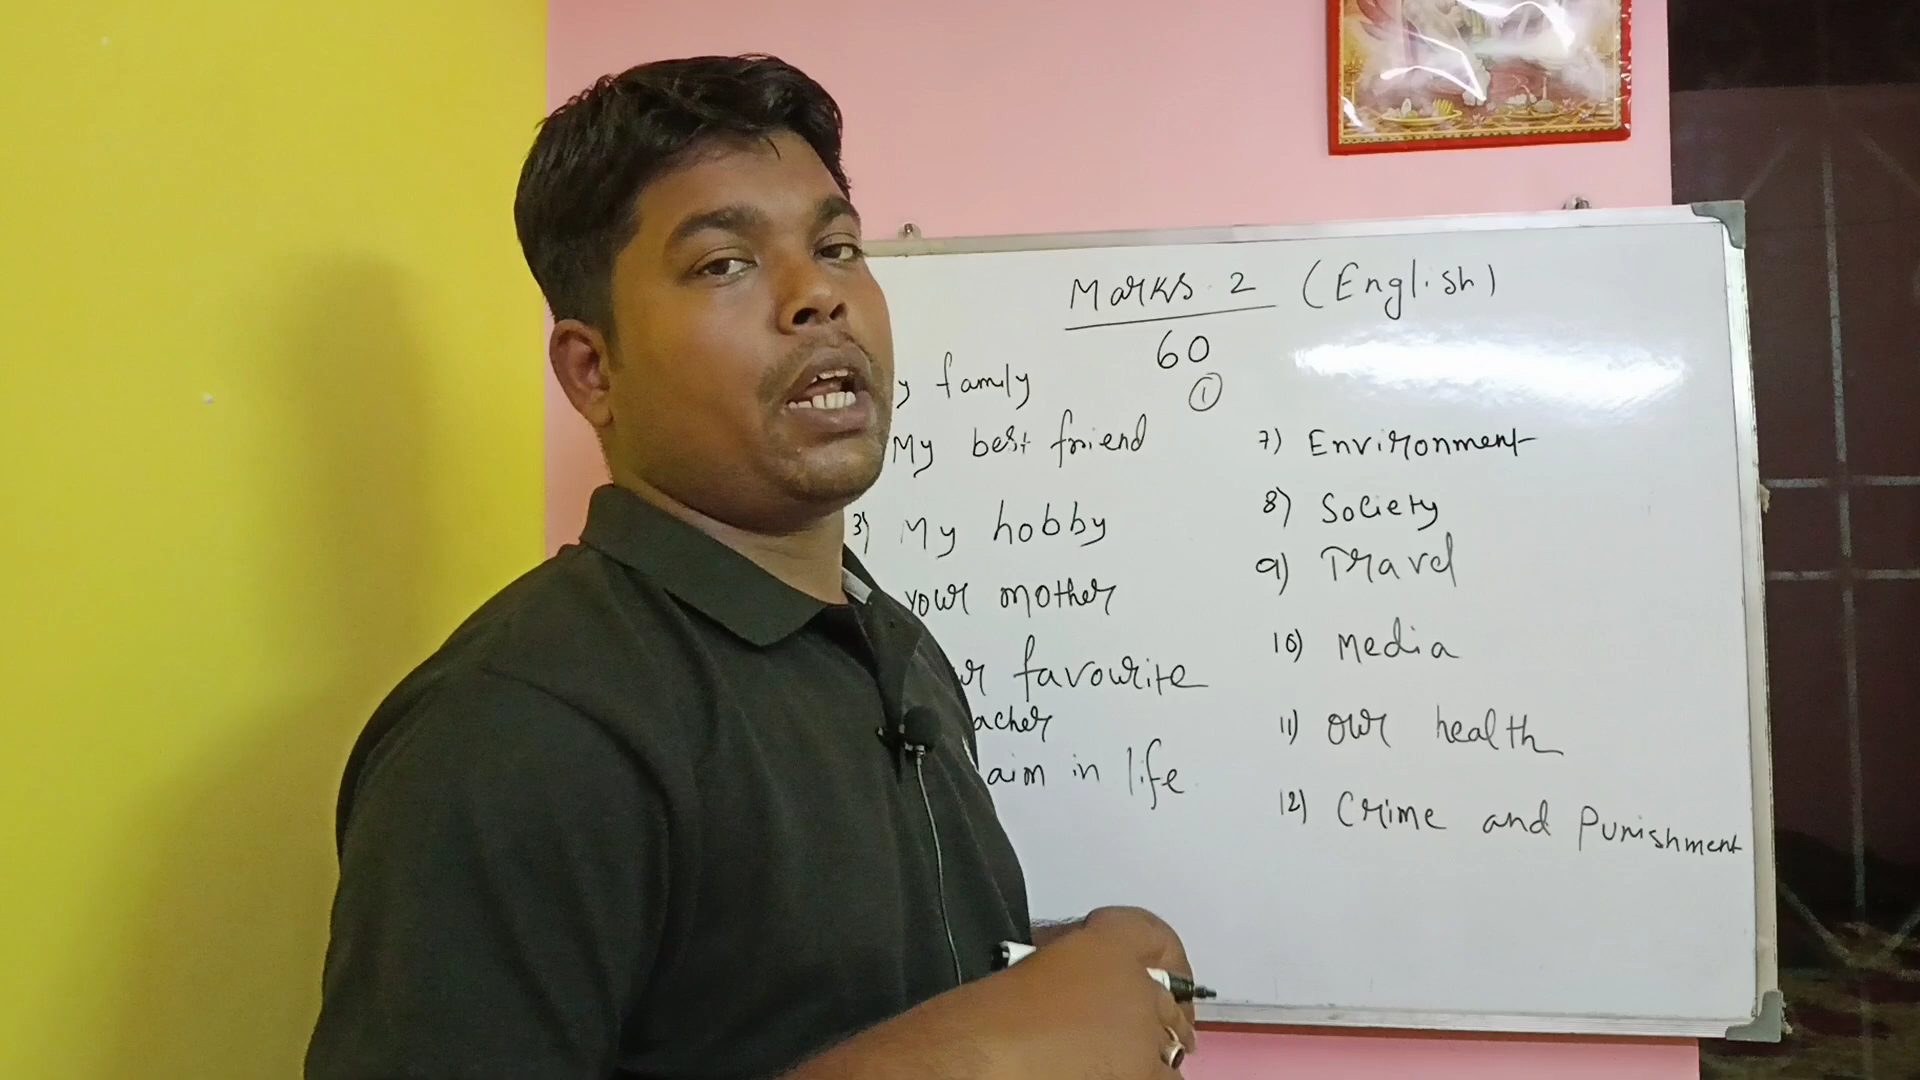 Marks 2 (English)
60
1
family
My best friend
3) My hobby
your mother
favourite
aim in life
7) Environment
8) Society
9) Travel
10) Media
11) our health
12) Crime and Punishment